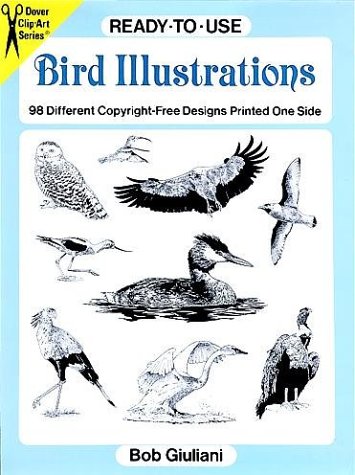 Dover
Clip-Art
Series®
READY-TO-USE
Bird Illustrations
98 Different Copyright-Free Designs Printed One Side
Bob Giuliani